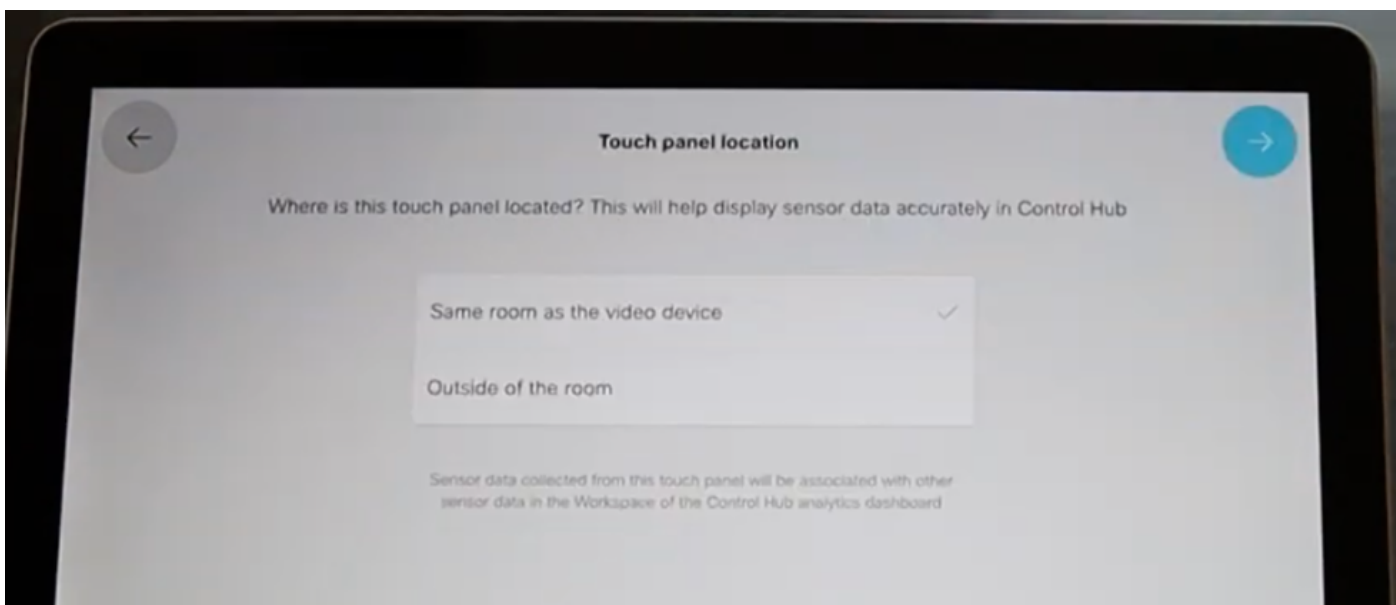 Touch panel location
Where is this touch panel located? This will help display sensor data accurately in Control Hub
Same room as the video device
Outside of the room
Sensor data collected from this touch panel will be associated with other
sensor data in the Workspace of the Control Hub analytics dashboard